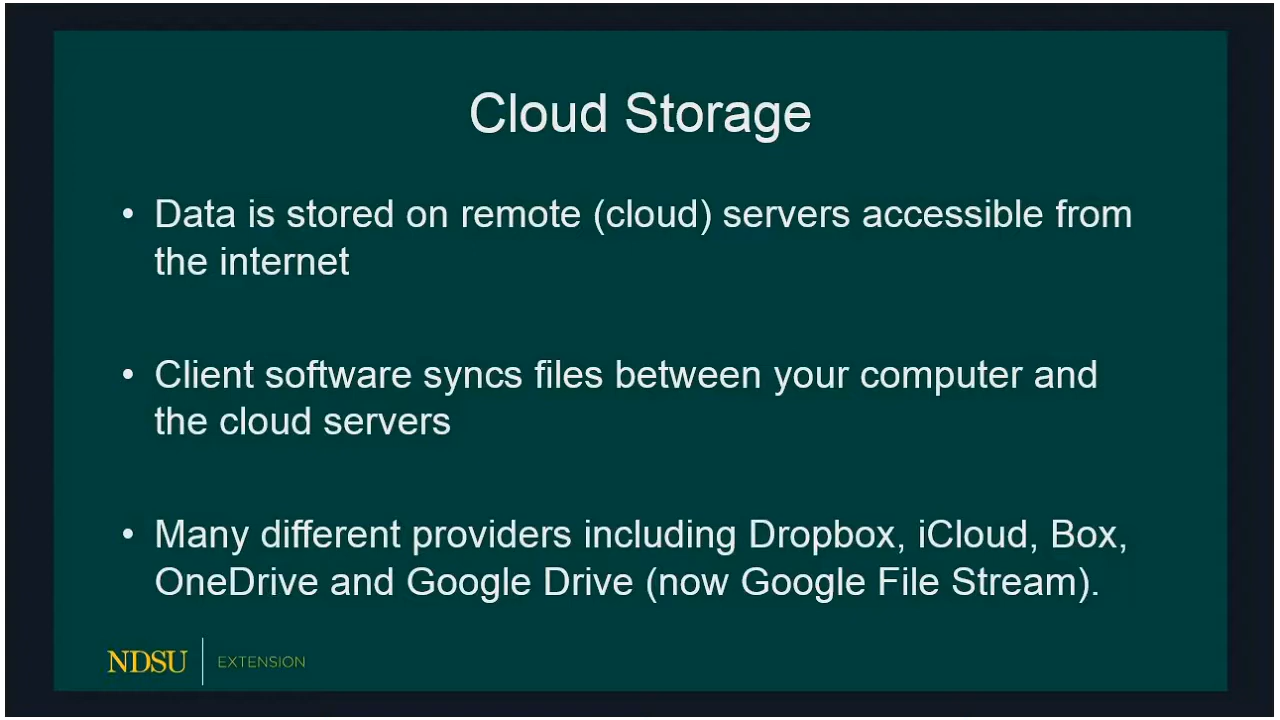 Cloud Storage
• Data is stored on remote (cloud) servers accessible from
the internet
• Client software syncs files between your computer and
the cloud servers
• Many different providers including Dropbox, iCloud, Box,
OneDrive and Google Drive (now Google File Stream).
NDSU | EXTENSION